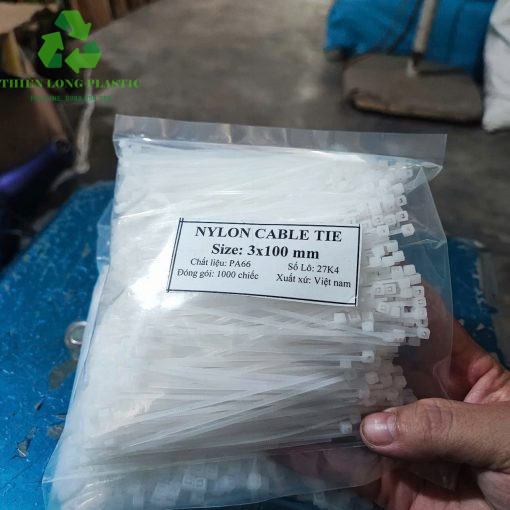 THIEN LONG PLASTIC
NYLON CABLE TIE
Size: 3x100 mm
Chất liệu: PA66 Số Lô: 27K4
Đóng gói: 1000 chiếc Xuất xứ: Việt nam